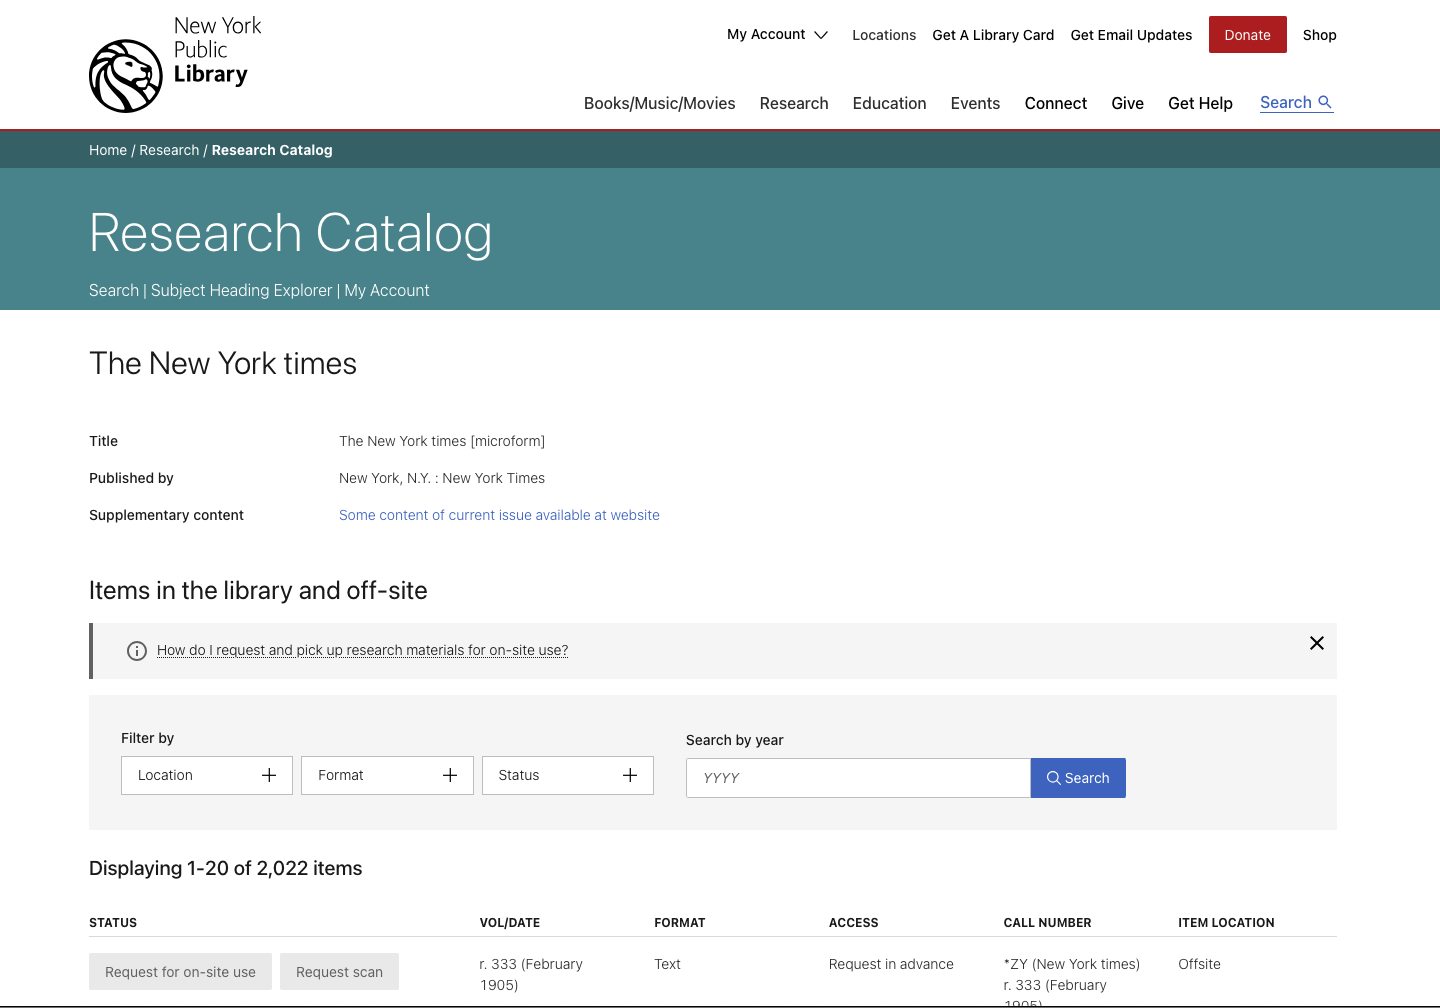 New York
Public
Library
My Account
Locations
Get A Library Card
Get Email Updates
Donate
Shop
Books/Music/Movies
Research
Education
Events
Connect
Give
Get Help
Search
Home / Research / Research Catalog
Research Catalog
Search | Subject Heading Explorer | My Account
The New York times
Title The New York times [microform]
Published by New York, N.Y. : New York Times
Supplementary content Some content of current issue available at website
Items in the library and off-site
How do I request and pick up research materials for on-site use?
Filter by
Location
Format
Status
Search by year
YYYY
Search
Displaying 1-20 of 2,022 items
STATUS VOL/DATE FORMAT ACCESS CALL NUMBER ITEM LOCATION
Request for on-site use Request scan r. 333 (February Text Request in advance *ZY (New York times) Offsite
1905) r. 333 (February
1905)